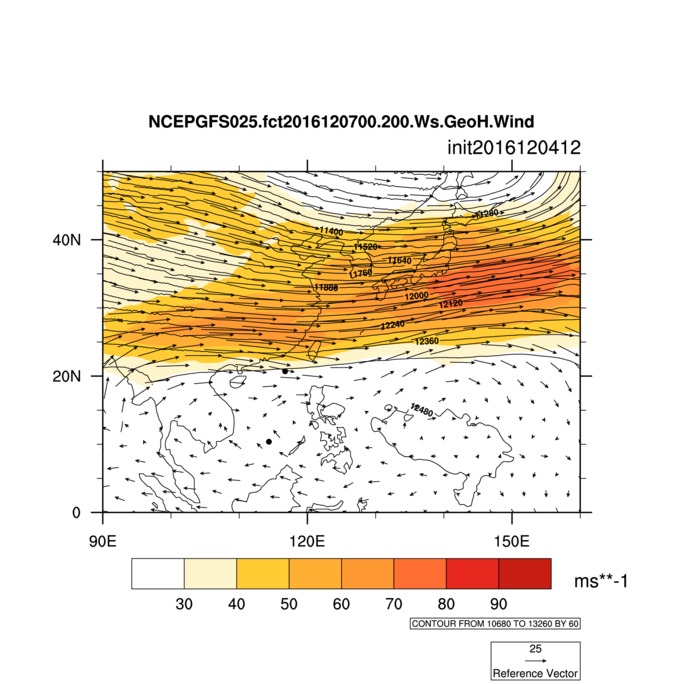 NCEPGFS025.fct2016120700.200.Ws.GeoH.Wind
init2016120412
11280
11400
40N
11520
11640
11760
11880
12000
12120
12240
12360
20N
12480
0
90E 120E 150E
30 40 50 60 70 80 90
ms**-1
CONTOUR FROM 10680 TO 13260 BY 60
25
Reference Vector